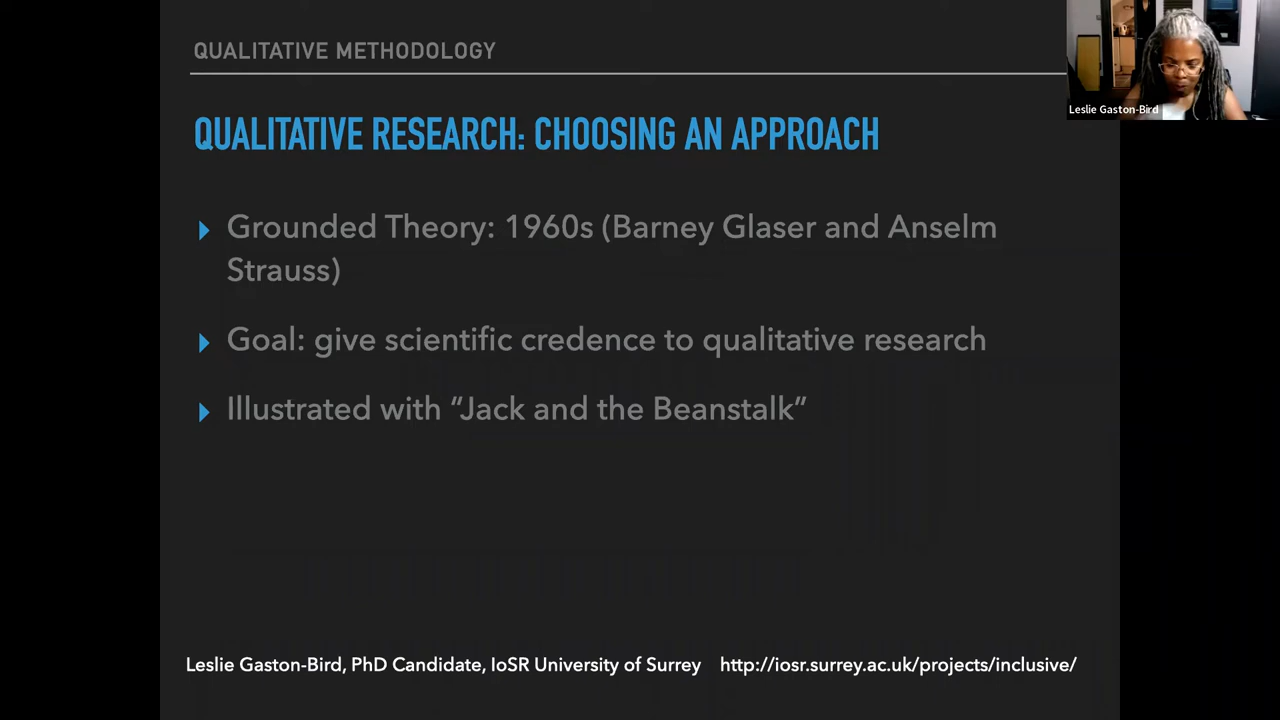 QUALITATIVE METHODOLOGY
Leslie Gaston-Bird
QUALITATIVE RESEARCH: CHOOSING AN APPROACH
Grounded Theory: 1960s (Barney Glaser and Anselm
Strauss)
Goal: give scientific credence to qualitative research
Illustrated with “Jack and the Beanstalk”
Leslie Gaston-Bird, PhD Candidate, IoSR University of Surrey http://iosr.surrey.ac.uk/projects/inclusive/